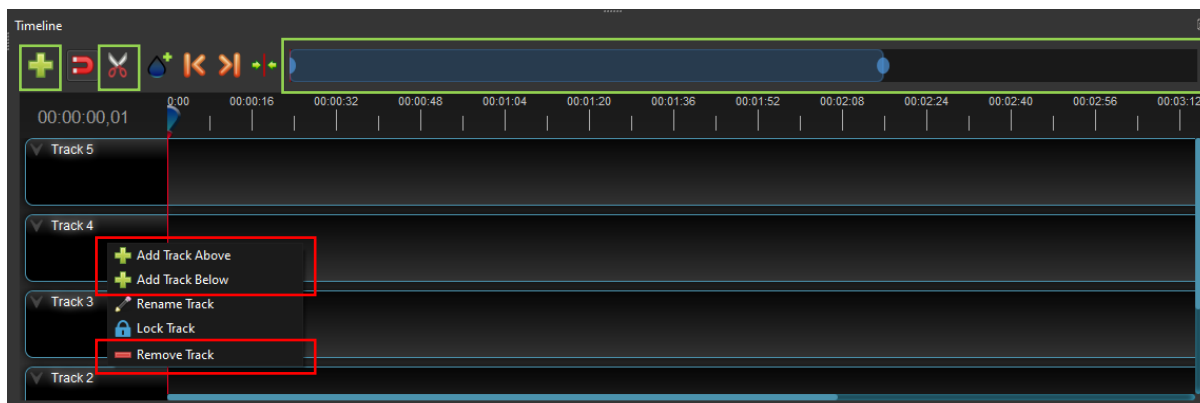 Timeline
00:00:00,01
0:00 00:00:16 00:00:32 00:00:48 00:01:04 00:01:20 00:01:36 00:01:52 00:02:08 00:02:24 00:02:40 00:02:56 00:03:12
Track 5
Track 4
Add Track Above
Add Track Below
Track 3
Rename Track
Lock Track
Remove Track
Track 2